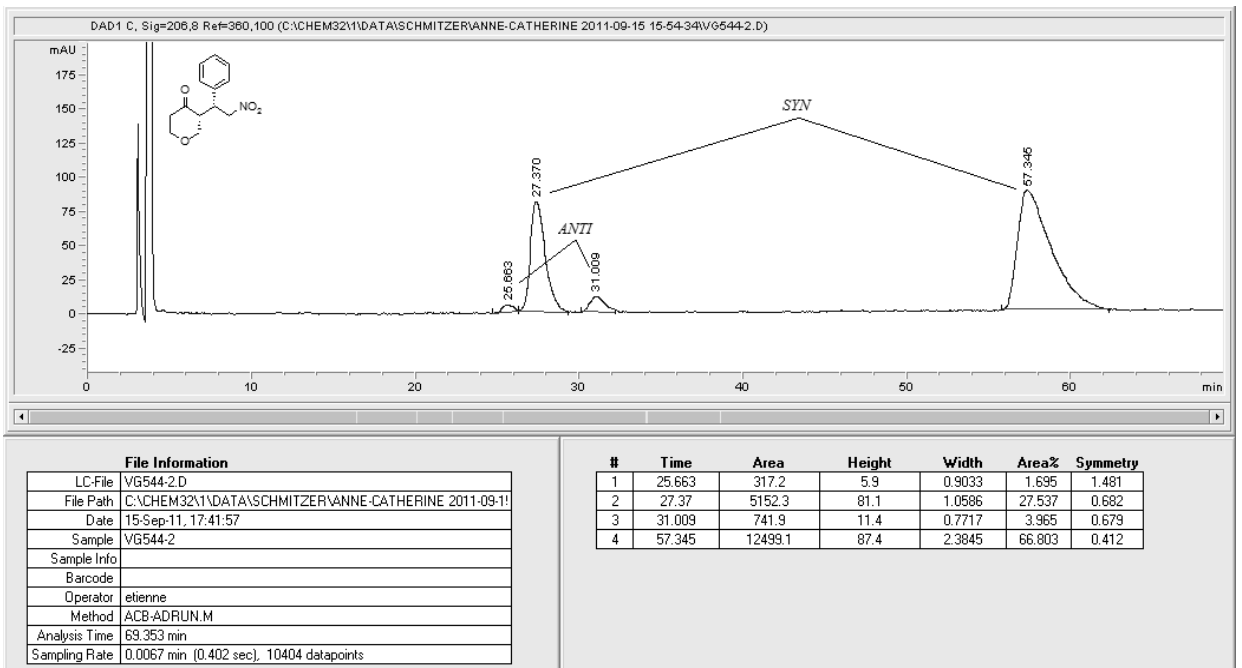 DAD1 C, Sig=206,8 Ref=360,100 (C:\CHEM32\1\DATA\SCHMITZER\ANNE-CATHERINE 2011-09-15 15-54-34\VG544-2.D)
mAU
175
150
125
100
75
50
25
0
-25
O
NO2
O
SYN
ANTI
25.663
27.370
31.009
57.345
0 10 20 30 40 50 60 min
File Information
LC-File VG544-2.D
File Path C:\CHEM32\1\DATA\SCHMITZER\ANNE-CATHERINE 2011-09-1
Date 15-Sep-11, 17:41:57
Sample VG544-2
Sample Info
Barcode
Operator etienne
Method ACB-ADRUN.M
Analysis Time 69.353 min
Sampling Rate 0.0067 min (0.402 sec), 10404 datapoints
# Time Area Height Width Area% Symmetry
1 25.663 317.2 5.9 0.9033 1.695 1.481
2 27.37 5152.3 81.1 1.0586 27.537 0.682
3 31.009 741.9 11.4 0.7717 3.965 0.679
4 57.345 12499.1 87.4 2.3845 66.803 0.412